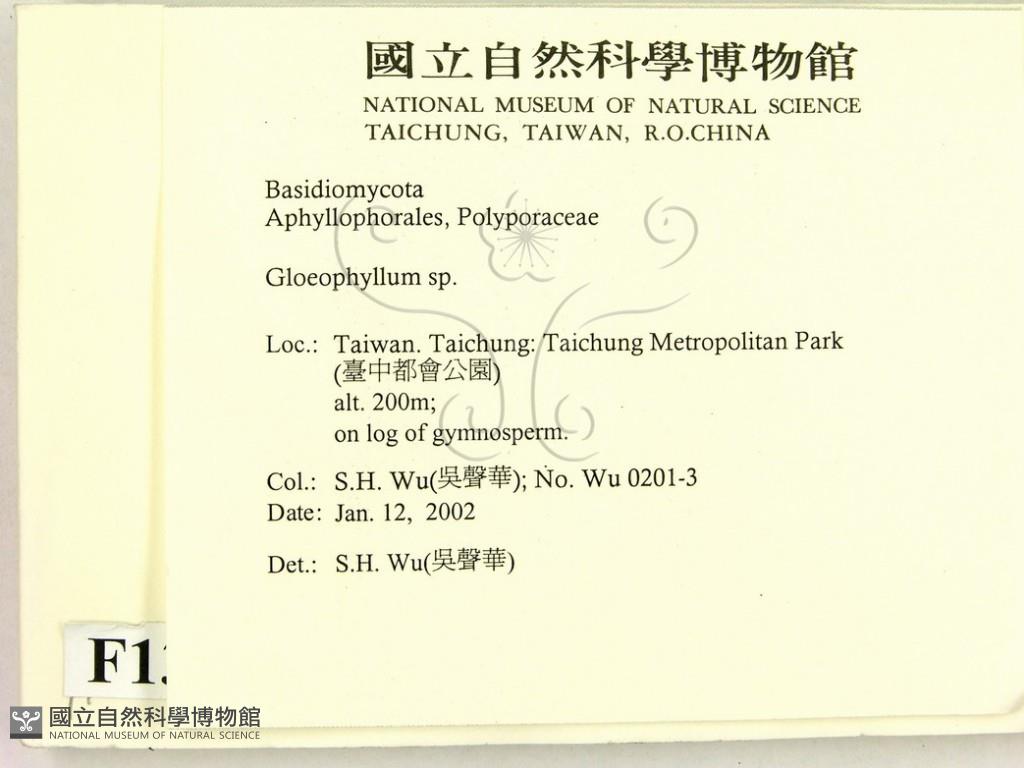 國立自然科學博物館
NATIONAL MUSEUM OF NATURAL SCIENCE
TAICHUNG, TAIWAN, R.O.CHINA
Basidiomycota
Aphyllophorales, Polyporaceae
Gloeophyllum sp.
Loc.: Taiwan. Taichung: Taichung Metropolitan Park
(臺中都會公園)
alt. 200m;
on log of gymnosperm.
Col.: S.H. Wu(吳聲華); No. Wu 0201-3
Date: Jan. 12, 2002
Det.: S.H. Wu(吳聲華)
國立自然科學博物館
NATIONAL MUSEUM OF NATURAL SCIENCE